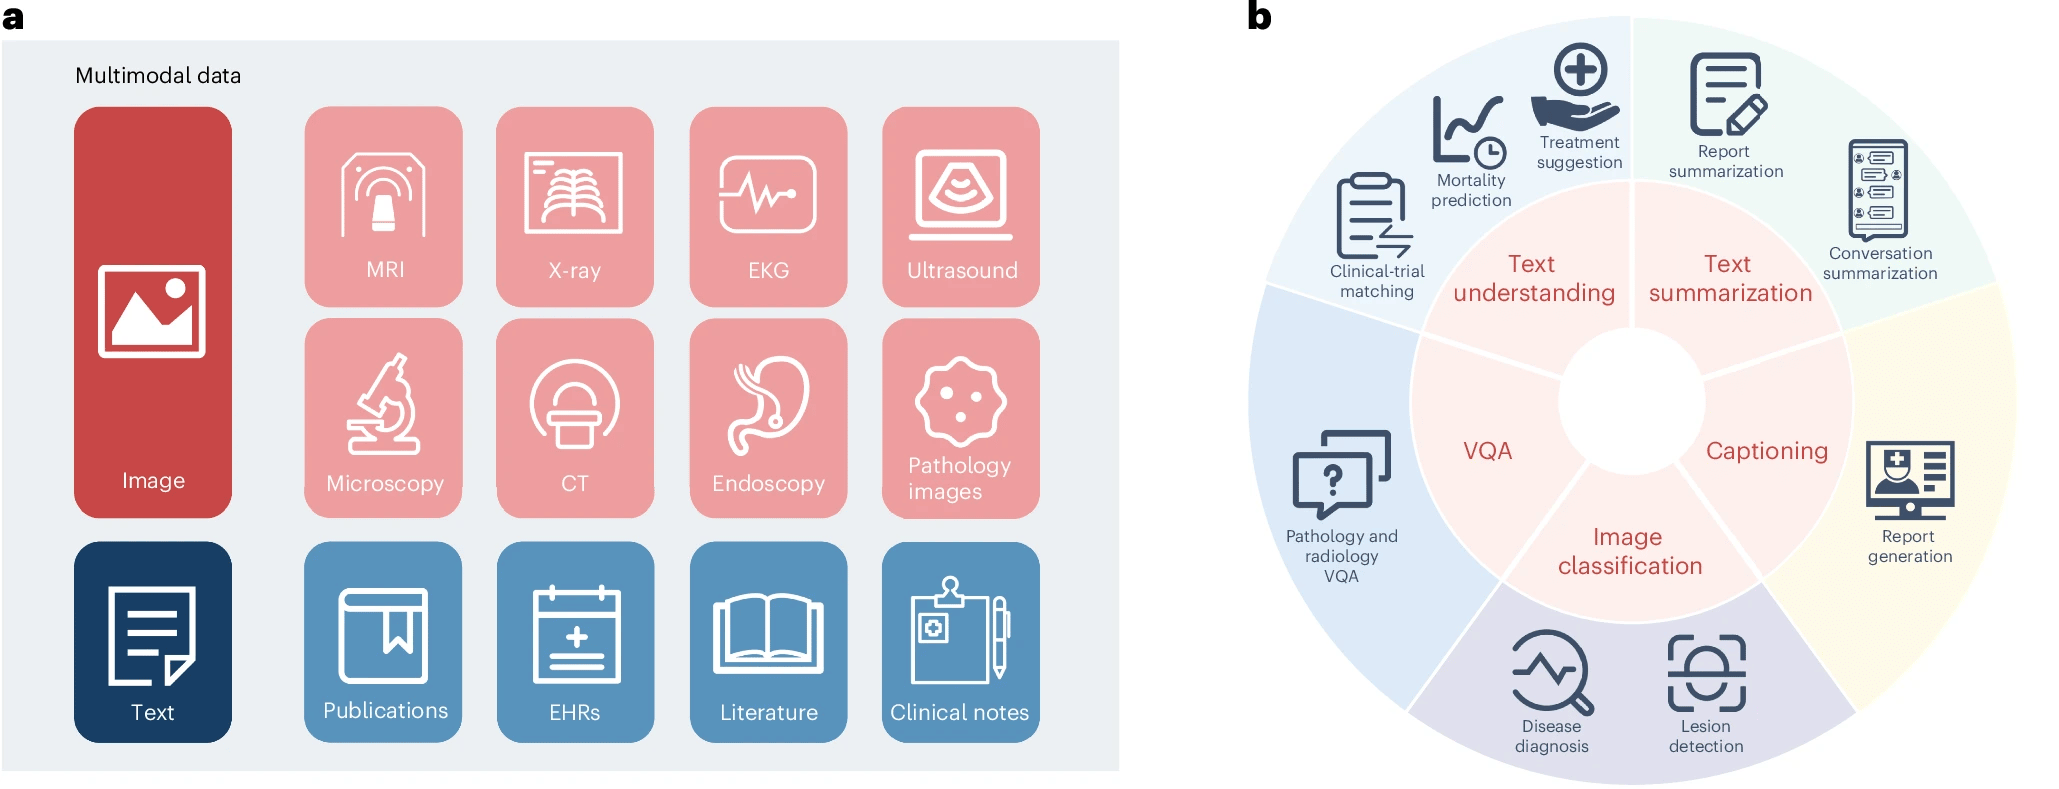 a
Multimodal data
Image
MRI
X-ray
EKG
Ultrasound
Microscopy
CT
Endoscopy
Pathology
images
Text
Publications
EHRs
Literature
Clinical notes
b
Treatment
suggestion
Mortality
prediction
Clinical-trial
matching
Report
summarization
Conversation
summarization
Text
understanding
Text
summarization
VQA
Captioning
Image
classification
Pathology and
radiology
VQA
Report
generation
Disease
diagnosis
Lesion
detection